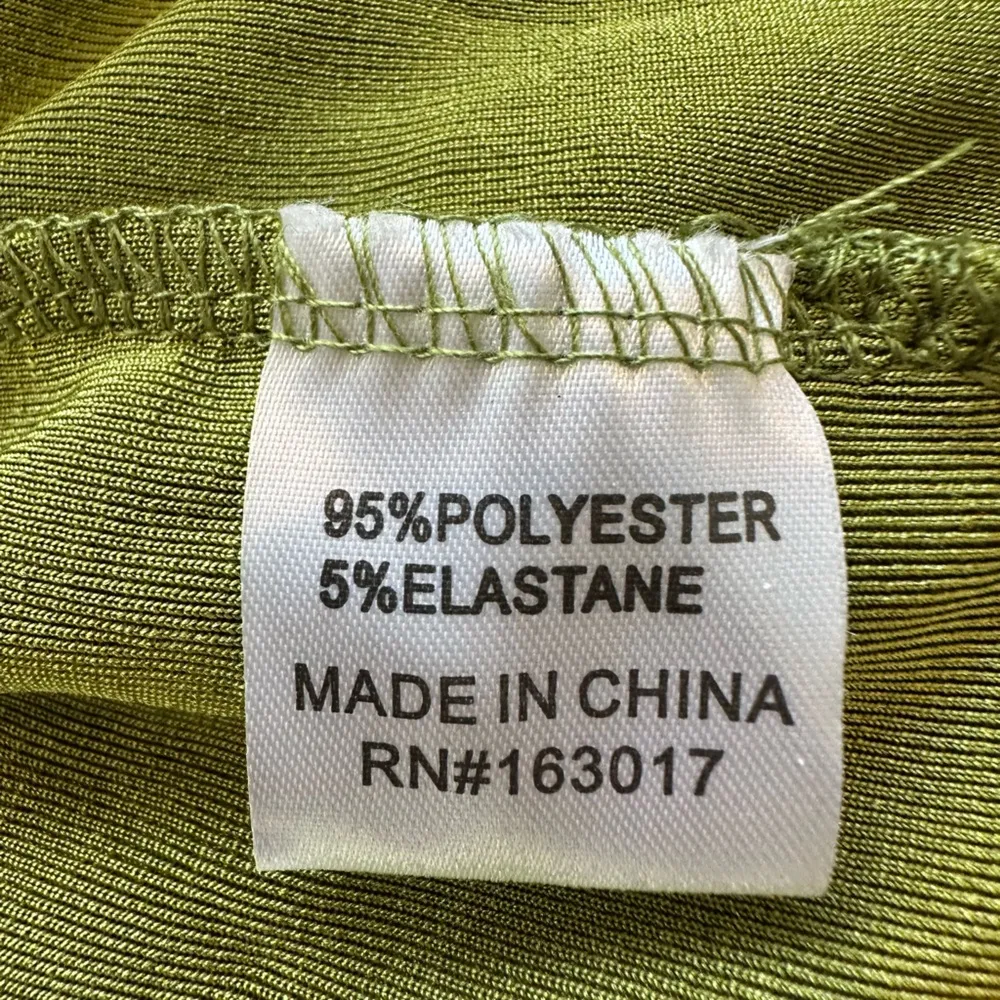 95%POLYESTER
5%ELASTANE
MADE IN CHINA
RN#163017